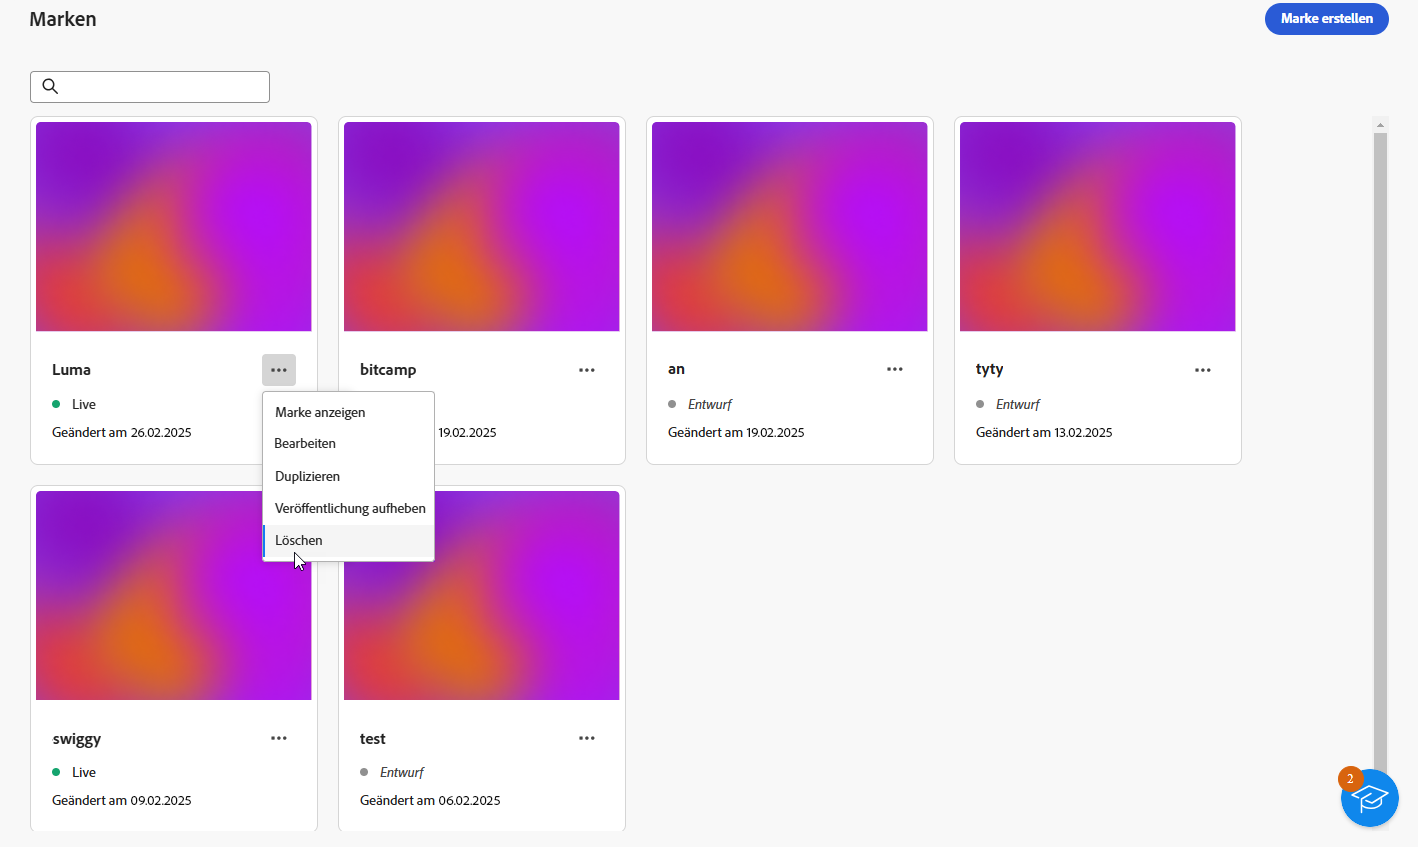 Marken
Marke erstellen
Luma
Live
Geändert am 26.02.2025
bitcamp
19.02.2025
an
Entwurf
Geändert am 19.02.2025
tyty
Entwurf
Geändert am 13.02.2025
Marke anzeigen
Bearbeiten
Duplizieren
Veröffentlichung aufheben
Löschen
swiggy
Live
Geändert am 09.02.2025
test
Entwurf
Geändert am 06.02.2025
2